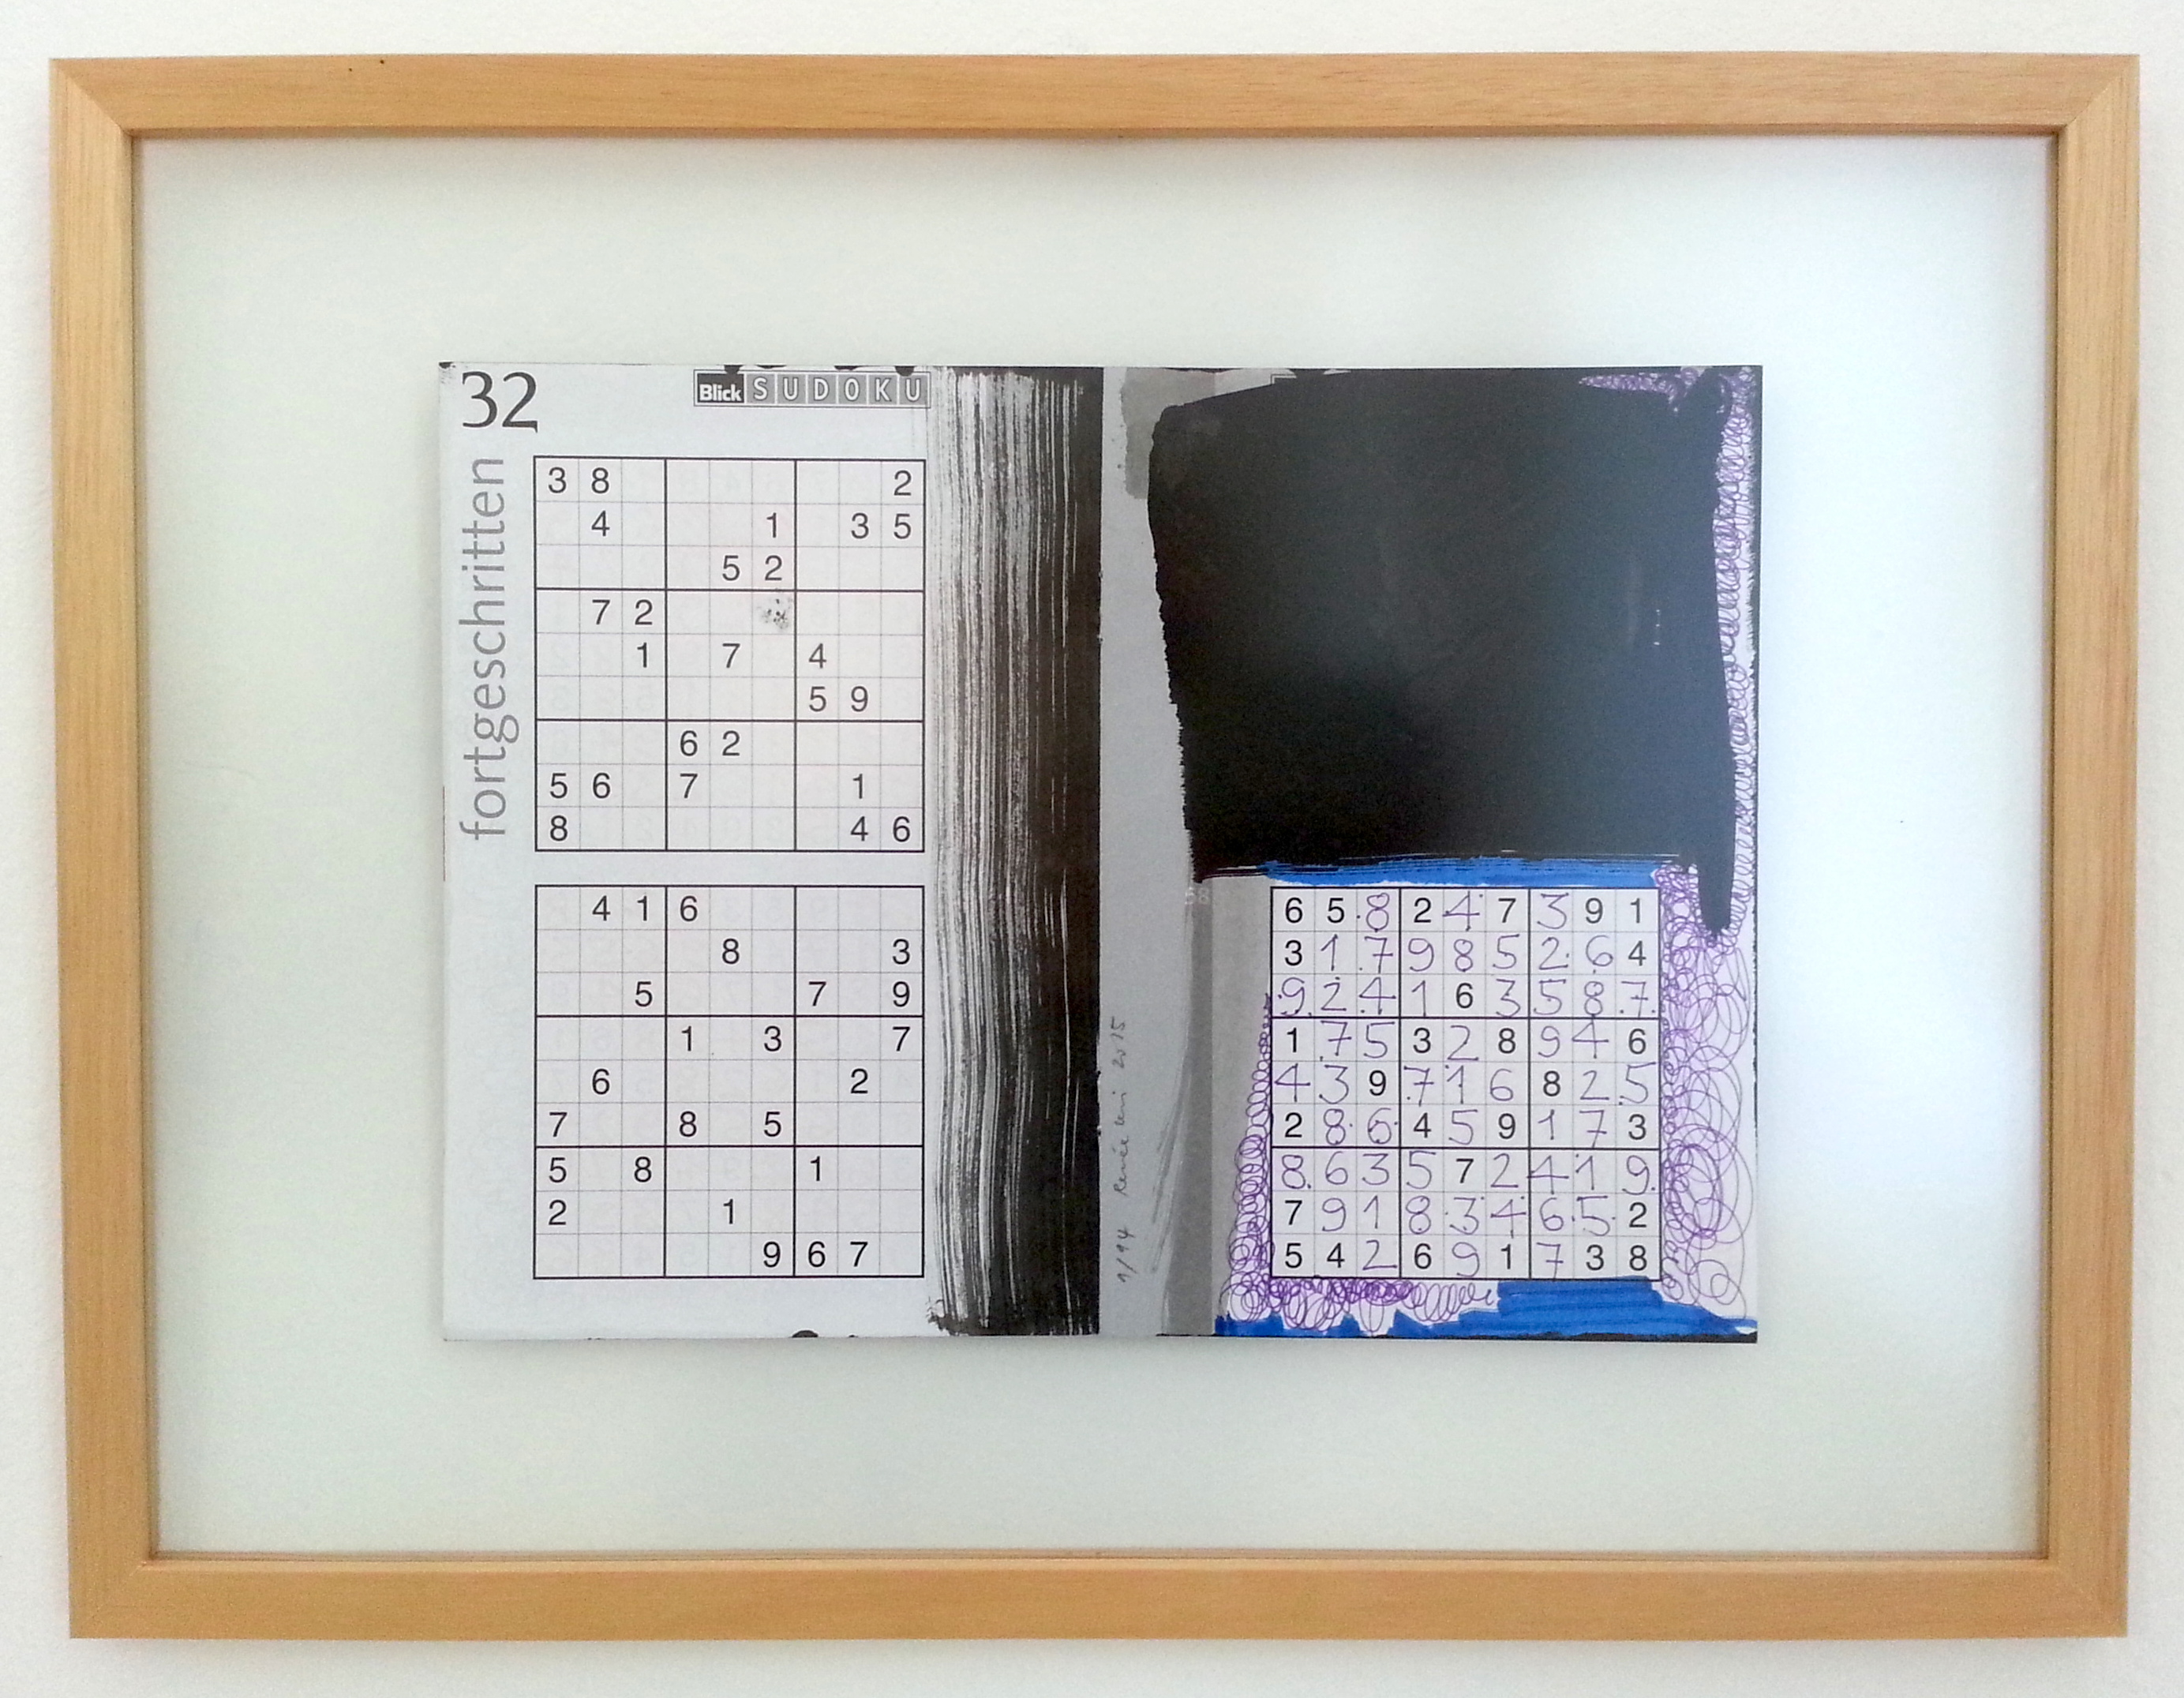 32
Blick SUDOKU
fortgeschritten
3 8 2
4 1 3 5
5 2
7 2
1 7 4
5 9
6 2
5 6 7 1
8 4 6
4 1 6
8 3
5 7 9
1 3 7
6 2
7 8 5
5 8 1
2 1
9 6 7
1/94 2015
6 5 8 2 4 7 3 9 1
3 1 7 9 8 5 2 6 4
9 2 4 1 6 3 5 8 7
1 7 5 3 2 8 9 4 6
4 3 9 7 1 6 8 2 5
2 8 6 4 5 9 1 7 3
8 6 3 5 7 2 4 1 9
7 9 1 8 3 4 6 5 2
5 4 2 6 9 1 7 3 8